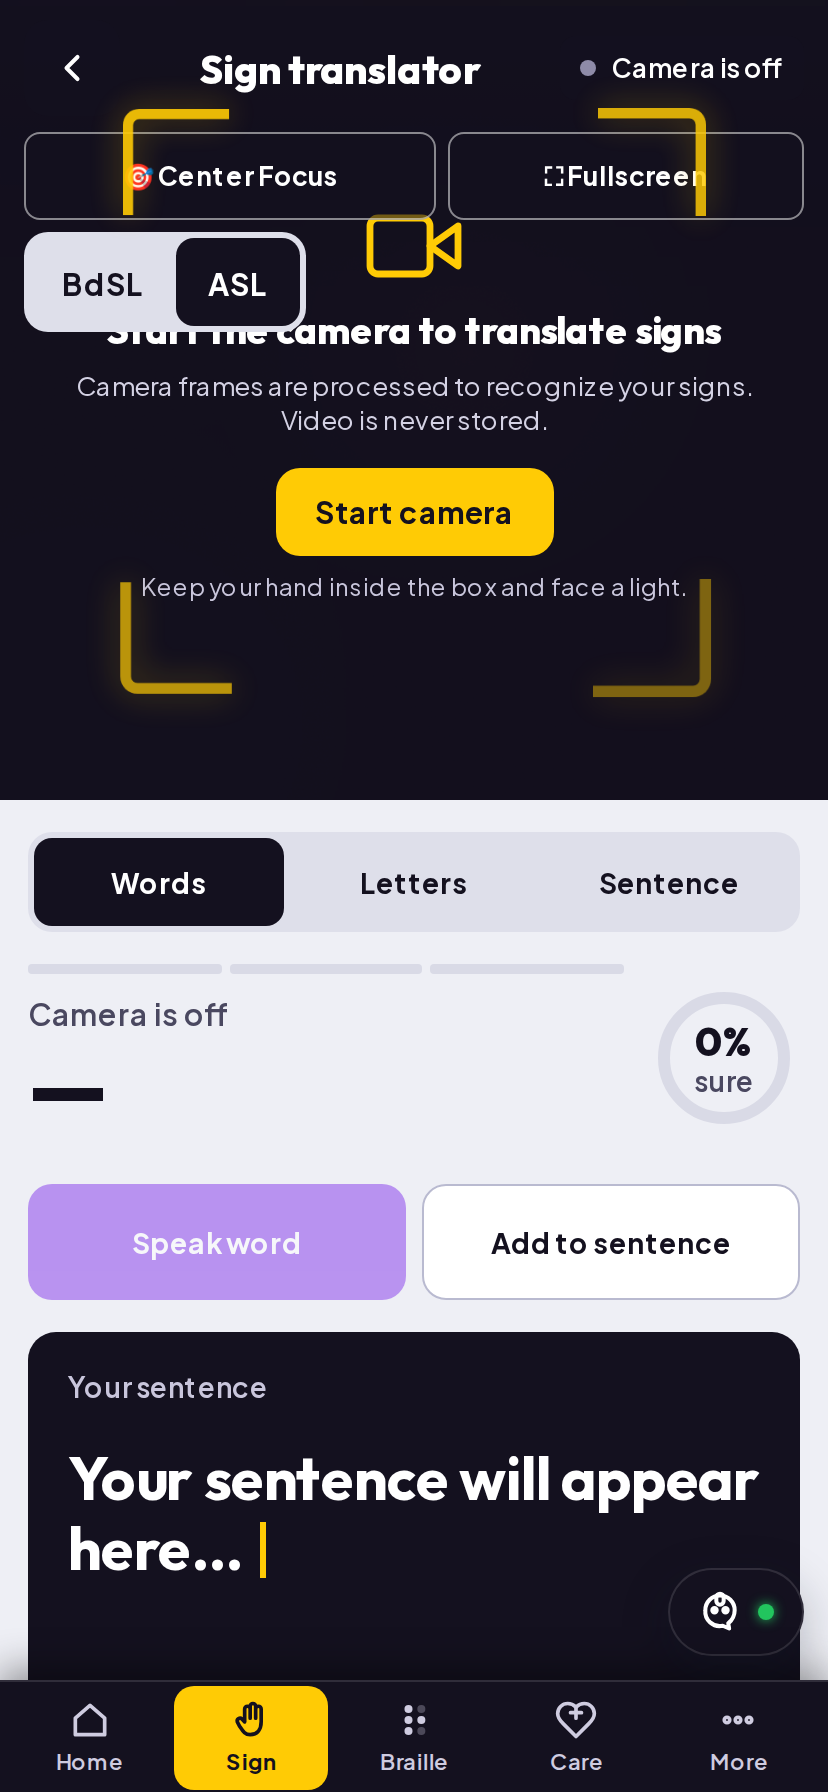 Sign translator
Camera is off
🎯 Center Focus
⛶ Fullscreen
BdSL
ASL
Start the camera to translate signs
Camera frames are processed to recognize your signs.
Video is never stored.
Start camera
Keep your hand inside the box and face a light.
Words
Letters
Sentence
Camera is off
—
0%
sure
Speak word
Add to sentence
Your sentence
Your sentence will appear
here...
Home
Sign
Braille
Care
More